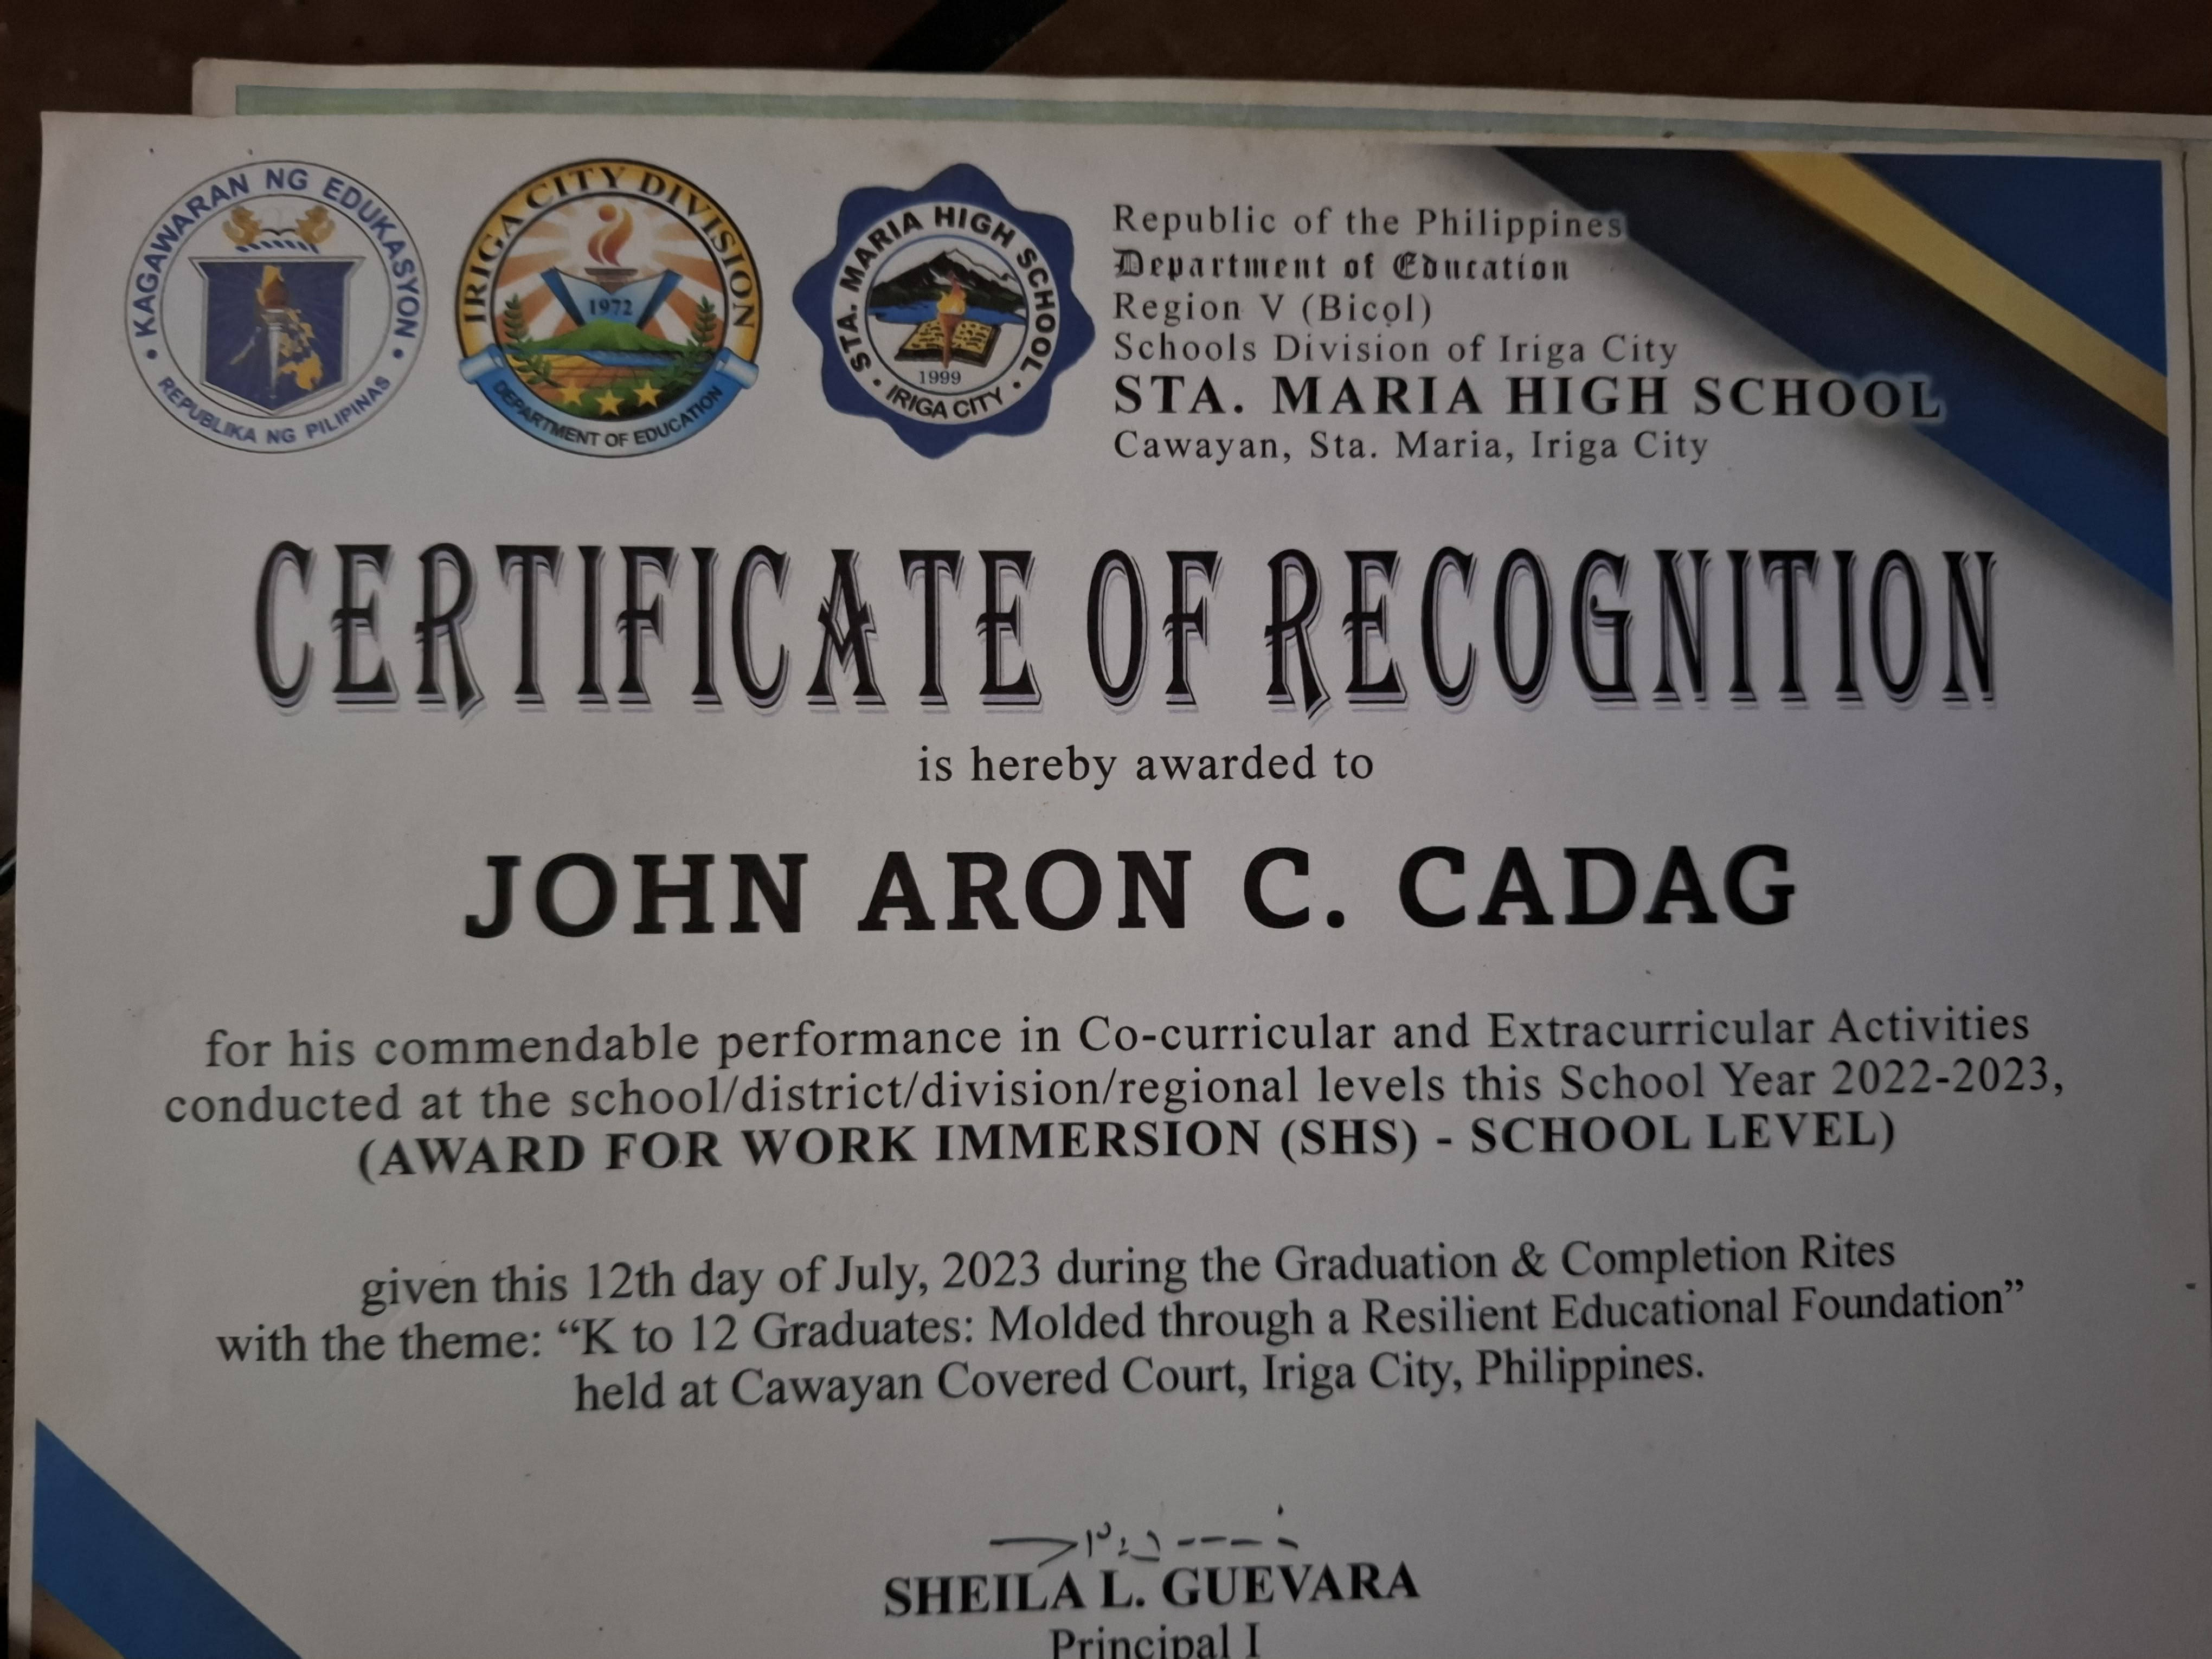 KAGAWARAN NG EDUKASYON
REPUBLIKA NG PILIPINAS
IRIGA CITY DIVISION
1972
DEPARTMENT OF EDUCATION
STA. MARIA HIGH SCHOOL
1999
IRIGA CITY
Republic of the Philippines
Department of Education
Region V (Bicol)
Schools Division of Iriga City
STA. MARIA HIGH SCHOOL
Cawayan, Sta. Maria, Iriga City
CERTIFICATE OF RECOGNITION
is hereby awarded to
JOHN ARON C. CADAG
for his commendable performance in Co-curricular and Extracurricular Activities
conducted at the school/district/division/regional levels this School Year 2022-2023,
(AWARD FOR WORK IMMERSION (SHS) - SCHOOL LEVEL)
given this 12th day of July, 2023 during the Graduation & Completion Rites
with the theme: “K to 12 Graduates: Molded through a Resilient Educational Foundation”
held at Cawayan Covered Court, Iriga City, Philippines.
SHEILA L. GUEVARA
Principal I